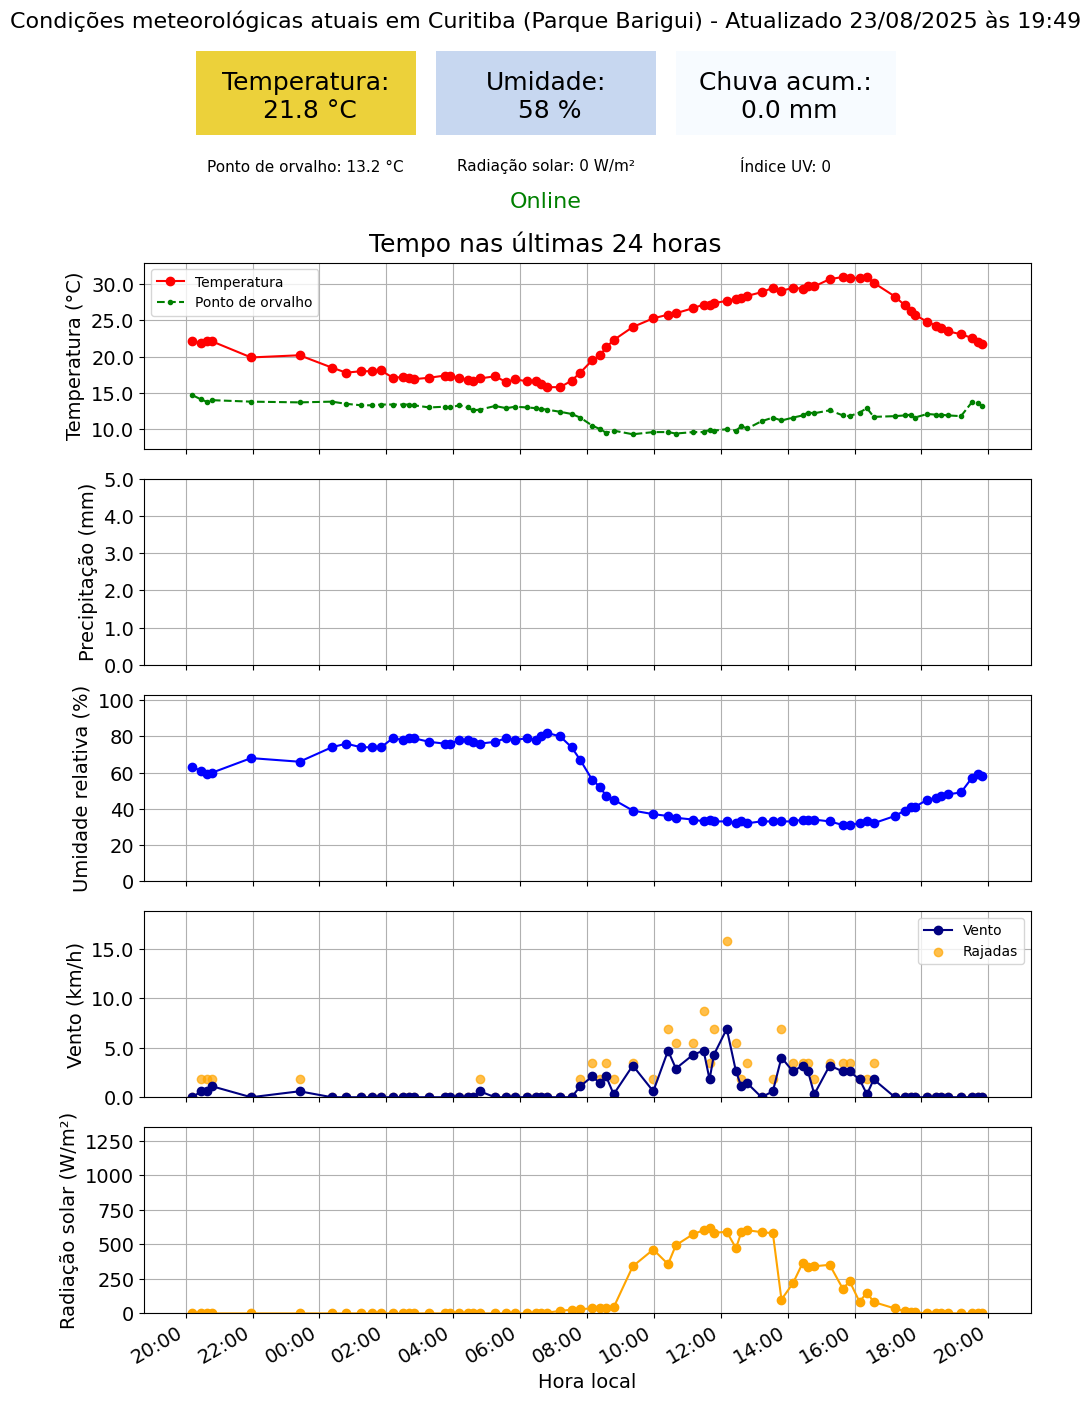 Condições meteorológicas atuais em Curitiba (Parque Barigui) - Atualizado 23/08/2025 às 19:49
Temperatura:
21.8 °C
Umidade:
58 %
Chuva acum.:
0.0 mm
Ponto de orvalho: 13.2 °C
Radiação solar: 0 W/m²
Índice UV: 0
Online
Tempo nas últimas 24 horas
Temperatura (°C)
30.0
25.0
20.0
15.0
10.0
Temperatura
Ponto de orvalho
Precipitação (mm)
5.0
4.0
3.0
2.0
1.0
0.0
Umidade relativa (%)
100
80
60
40
20
0
Vento (km/h)
15.0
10.0
5.0
0.0
Vento
Rajadas
Radiação solar (W/m²)
1250
1000
750
500
250
0
20:00
22:00
00:00
02:00
04:00
06:00
08:00
10:00
12:00
14:00
16:00
18:00
20:00
Hora local